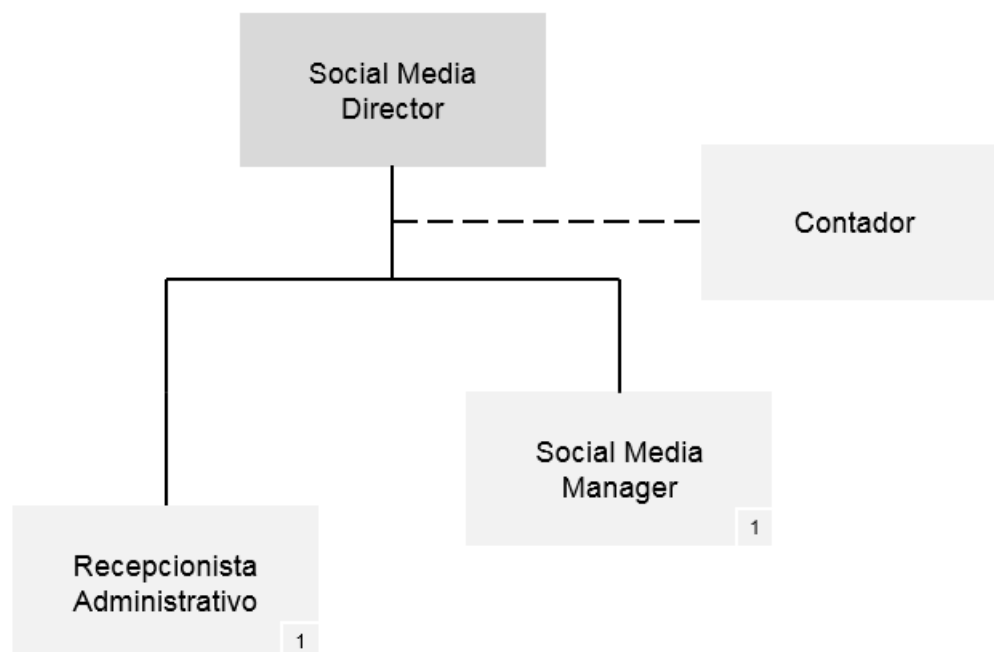 Social Media
Director
Contador
Social Media
Manager
1
Recepcionista
Administrativo
1